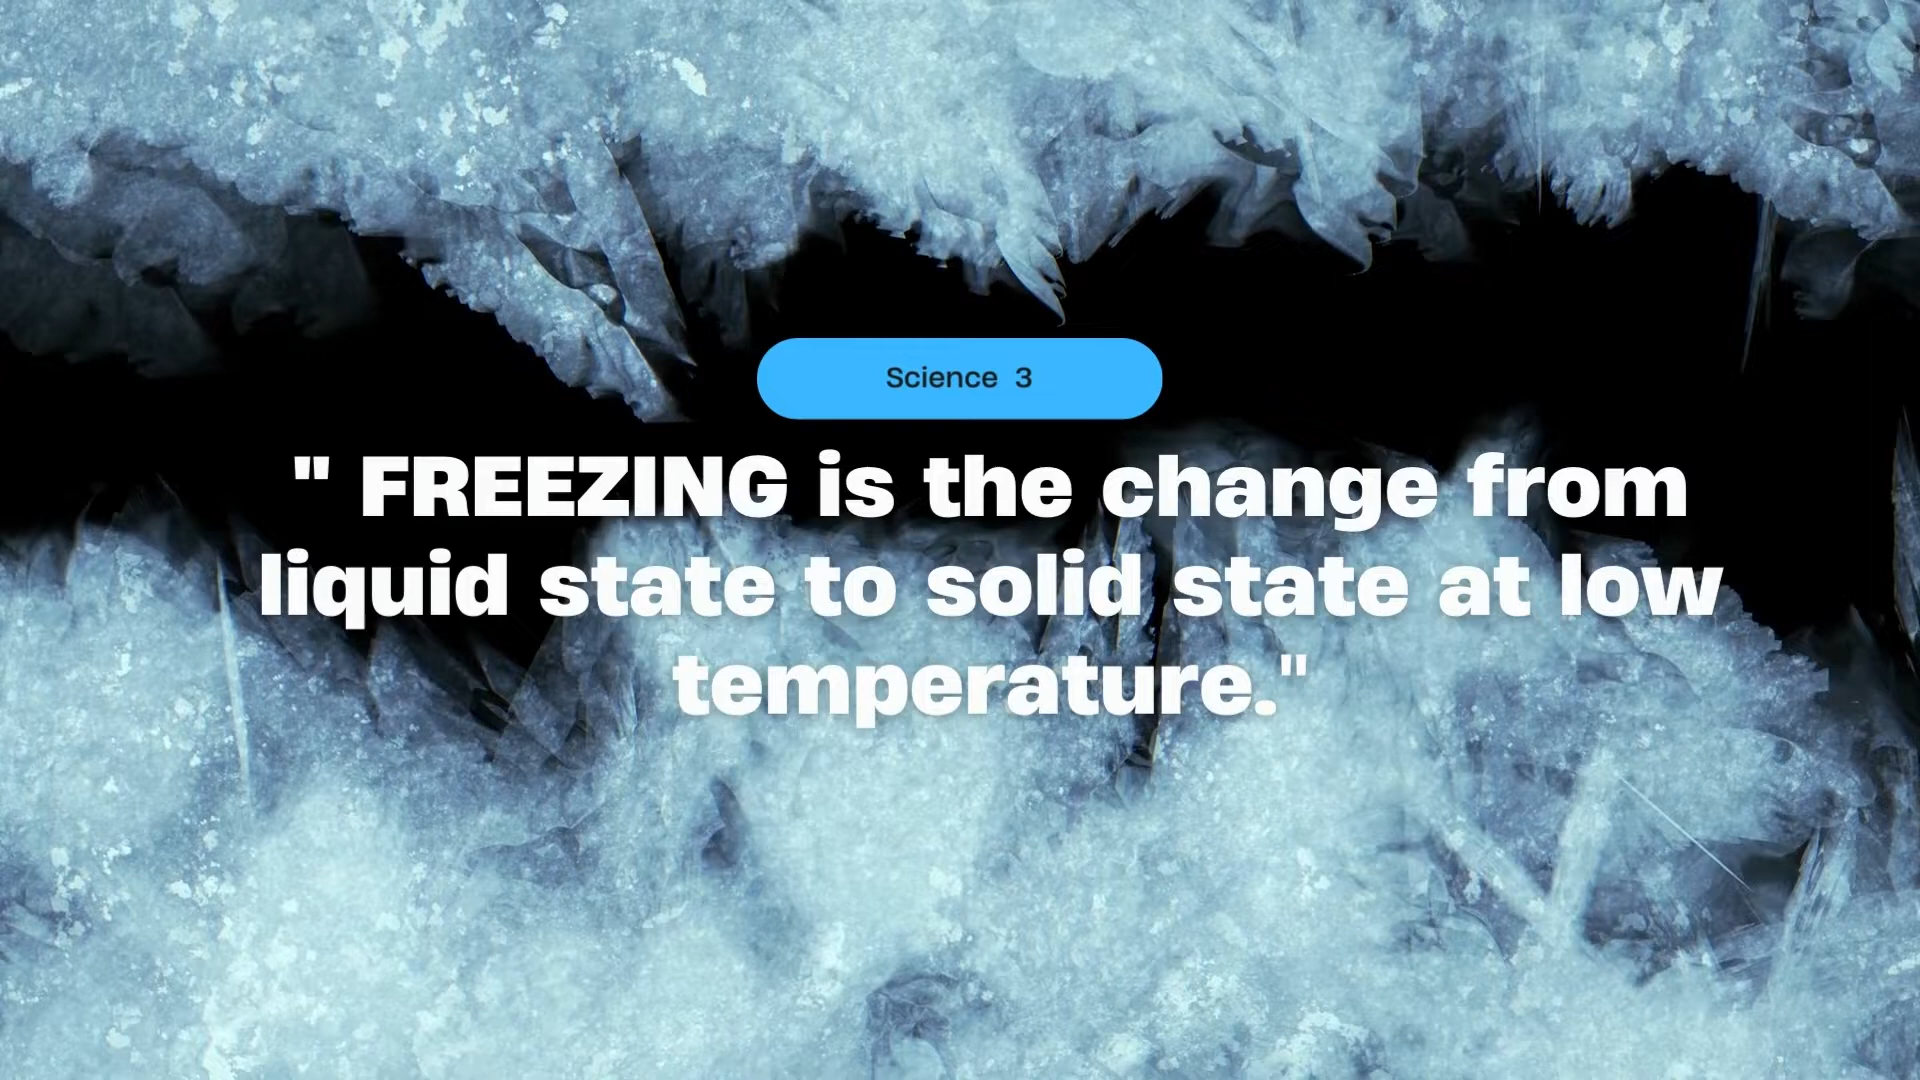 Science 3
" FREEZING is the change from
liquid state to solid state at low
temperature."